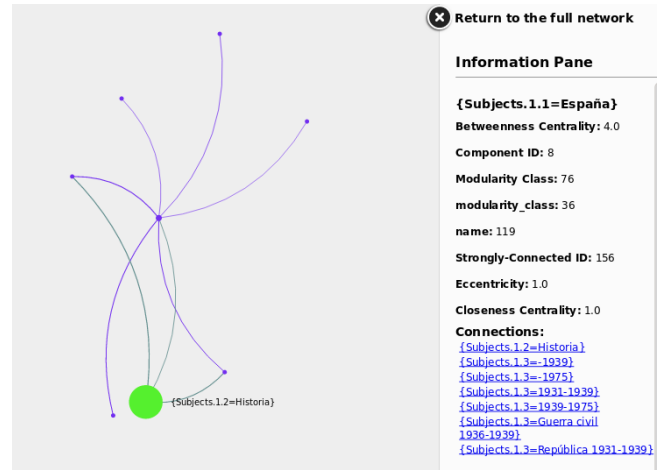 Return to the full network
Information Pane
{Subjects.1.1=España}
Betweenness Centrality: 4.0
Component ID: 8
Modularity Class: 76
modularity_class: 36
name: 119
Strongly-Connected ID: 156
Eccentricity: 1.0
Closeness Centrality: 1.0
Connections:
{Subjects.1.2=Historia}
{Subjects.1.3=-1939}
{Subjects.1.3=-1975}
{Subjects.1.3=1931-1939}
{Subjects.1.3=1939-1975}
{Subjects.1.3=Guerra civil
1936-1939}
{Subjects.1.3=República 1931-1939}
{Subjects.1.2=Historia}